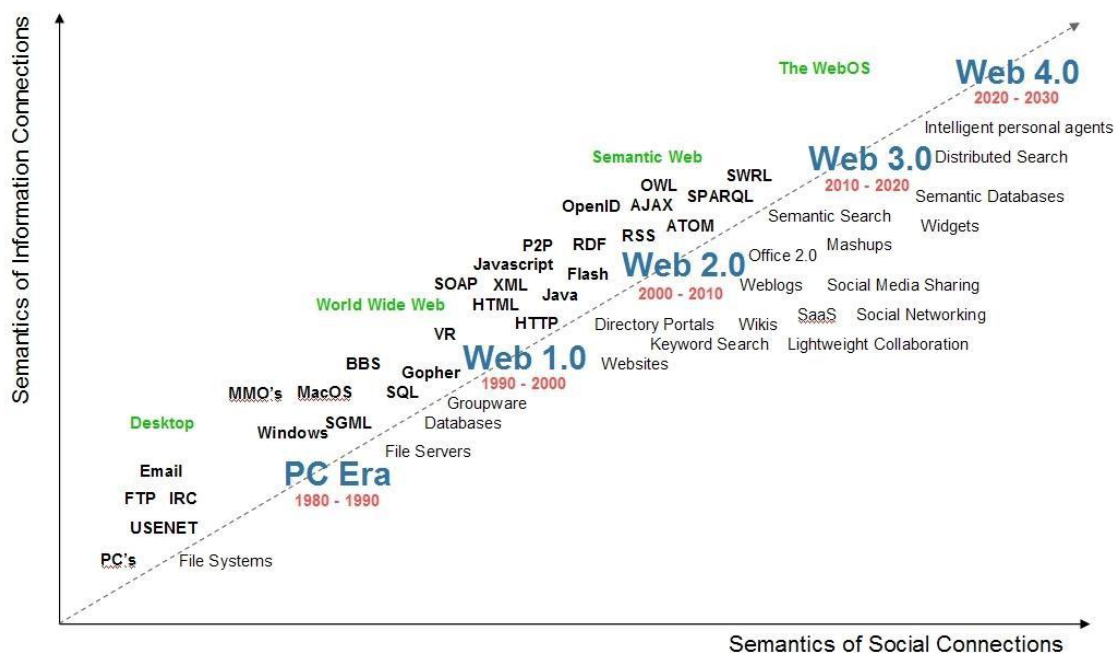 Semantics of Information Connections
The WebOS
Web 4.0
2020 - 2030
Intelligent personal agents
Semantic Web
Web 3.0
Distributed Search
2010 - 2020
SWRL
OWL
SPARQL
Semantic Databases
OpenID
AJAX
Semantic Search
Widgets
ATOM
RSS
P2P
RDF
Mashups
Office 2.0
Javascript
Web 2.0
Flash
2000 - 2010
SOAP
XML
Weblogs
Social Media Sharing
Java
World Wide Web
HTML
HTTP
Directory Portals
Wikis
SaaS
Social Networking
VR
Keyword Search
Lightweight Collaboration
Web 1.0
1990 - 2000
Websites
BBS
Gopher
MMO's
MacOS
SQL
Groupware
Desktop
Windows
SGML
Databases
File Servers
PC Era
1980 - 1990
Email
FTP
IRC
USENET
PC's
File Systems
Semantics of Social Connections